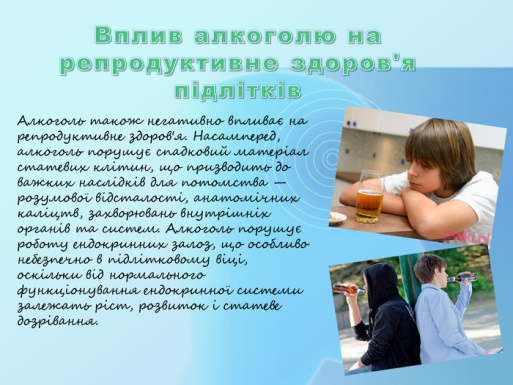 Вплив алкоголю на
репродуктивне здоров'я
підлітків
Алкоголь також негативно впливає на
репродуктивне здоров'я. Насамперед,
алкоголь порушує спадковий матеріал
статевих клітин, що призводить до
важких наслідків для потомства —
розумової відсталості, анатомічних
каліцтв, захворювань внутрішніх
органів та систем. Алкоголь порушує
роботу ендокринних залоз, що особливо
небезпечно в підлітковому віці,
оскільки від нормального
функціонування ендокринної системи
залежать ріст, розвиток і статеве
дозрівання.